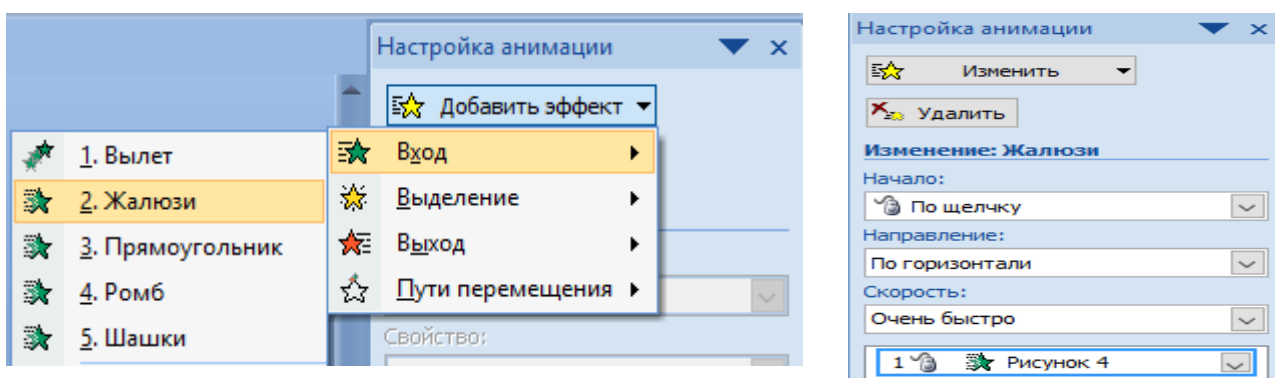 Настройка анимации
Добавить эффект
Вход
Выделение
Выход
Пути перемещения
1. Вылет
2. Жалюзи
3. Прямоугольник
4. Ромб
5. Шашки
Свойство:
Настройка анимации
Изменить
Удалить
Изменение: Жалюзи
Начало:
По щелчку
Направление:
По горизонтали
Скорость:
Очень быстро
1 Рисунок 4